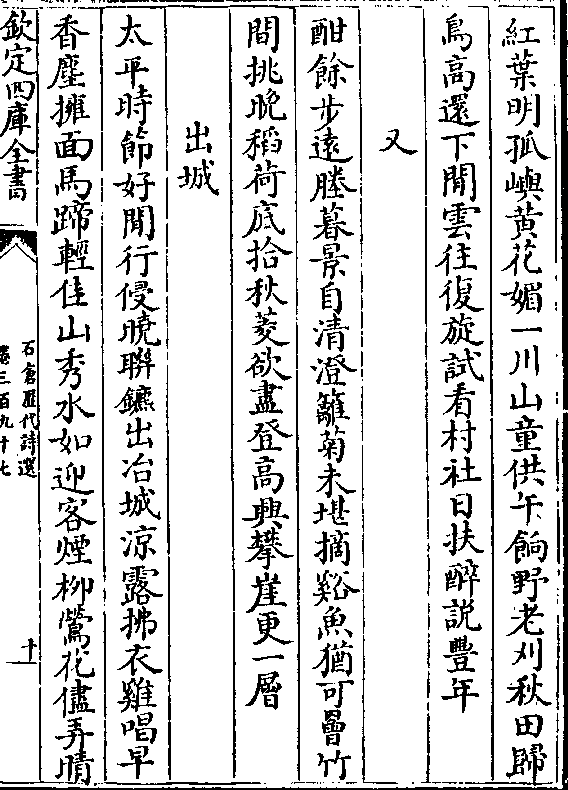 紅葉明孤嶼黄花媚一川山童供午餉野老刈秋田歸
鳥高還下閒雲往復旋試看村社日扶醉説豐年
又
酣餘步遠塍暮景自清澄籬菊未堪摘谿魚猶可罾竹
間挑晚稻荷底拾秋菱欲盡登高興攀崖更一層
出城
太平時節好閒行侵曉聯鑣出冶城涼露拂衣雞唱早
香塵擁面馬蹄輕佳山秀水如迎客煙柳鶯花儘弄晴
欽定四庫全書
石倉歷代詩選
卷三百九十七
十